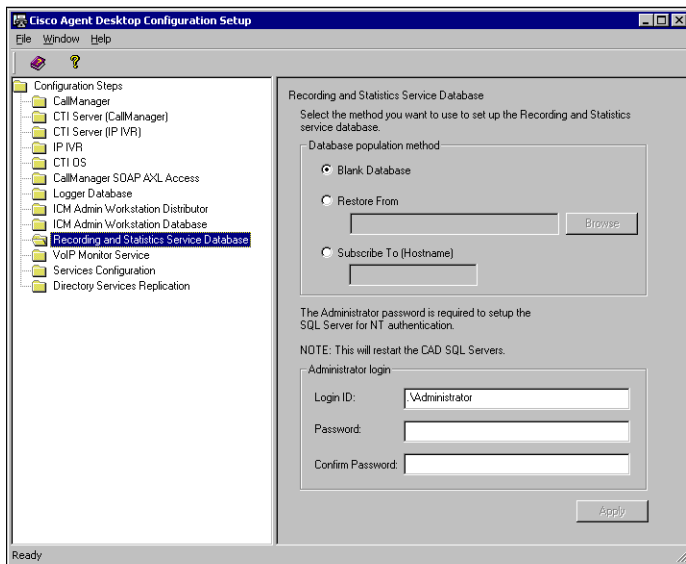 Cisco Agent Desktop Configuration Setup
File Window Help
?
Configuration Steps
CallManager
CTI Server (CallManager)
CTI Server (IP IVR)
IP IVR
CTI OS
CallManager SOAP AXL Access
Logger Database
ICM Admin Workstation Distributor
ICM Admin Workstation Database
Recording and Statistics Service Database
VoIP Monitor Service
Services Configuration
Directory Services Replication
Recording and Statistics Service Database
Select the method you want to use to set up the Recording and Statistics
service database.
Database population method
Blank Database
Restore From
Browse
Subscribe To (Hostname)
The Administrator password is required to setup the
SQL Server for NT authentication.
NOTE: This will restart the CAD SQL Servers.
Administrator login
Login ID: .\Administrator
Password:
Confirm Password:
Apply
Ready